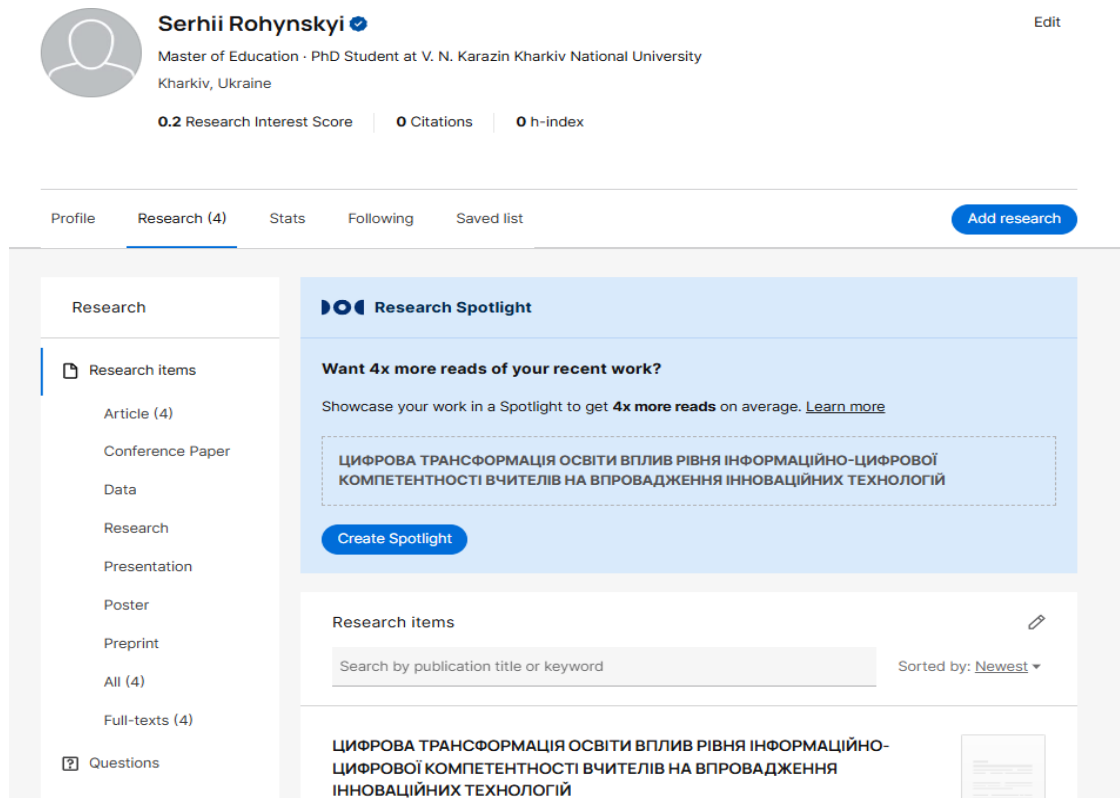 Serhii Rohynskyi
Edit
Master of Education · PhD Student at V. N. Karazin Kharkiv National University
Kharkiv, Ukraine
0.2 Research Interest Score
0 Citations
0 h-index
Profile
Research (4)
Stats
Following
Saved list
Add research
Research
Research items
Article (4)
Conference Paper
Data
Research
Presentation
Poster
Preprint
All (4)
Full-texts (4)
Questions
Research Spotlight
Want 4x more reads of your recent work?
Showcase your work in a Spotlight to get 4x more reads on average. Learn more
ЦИФРОВА ТРАНСФОРМАЦІЯ ОСВІТИ ВПЛИВ РІВНЯ ІНФОРМАЦІЙНО-ЦИФРОВОЇ
КОМПЕТЕНТНОСТІ ВЧИТЕЛІВ НА ВПРОВАДЖЕННЯ ІННОВАЦІЙНИХ ТЕХНОЛОГІЙ
Create Spotlight
Research items
Search by publication title or keyword
Sorted by: Newest
ЦИФРОВА ТРАНСФОРМАЦІЯ ОСВІТИ ВПЛИВ РІВНЯ ІНФОРМАЦІЙНО-
ЦИФРОВОЇ КОМПЕТЕНТНОСТІ ВЧИТЕЛІВ НА ВПРОВАДЖЕННЯ
ІННОВАЦІЙНИХ ТЕХНОЛОГІЙ